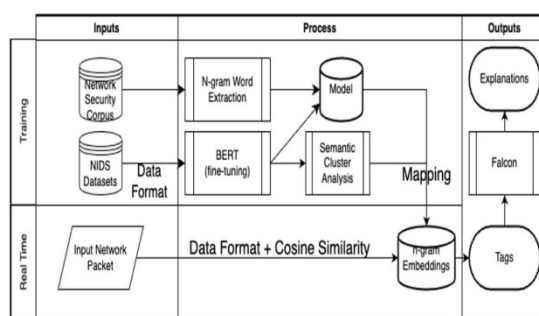 Inputs
Process
Outputs
Training
Network
Security
Corpus
N-gram Word
Extraction
Model
Explanations
NIDS
Datasets
Data
Format
BERT
(fine-tuning)
Semantic
Cluster
Analysis
Mapping
Falcon
Real Time
Input Network
Packet
Data Format + Cosine Similarity
n-gram
Embeddings
Tags